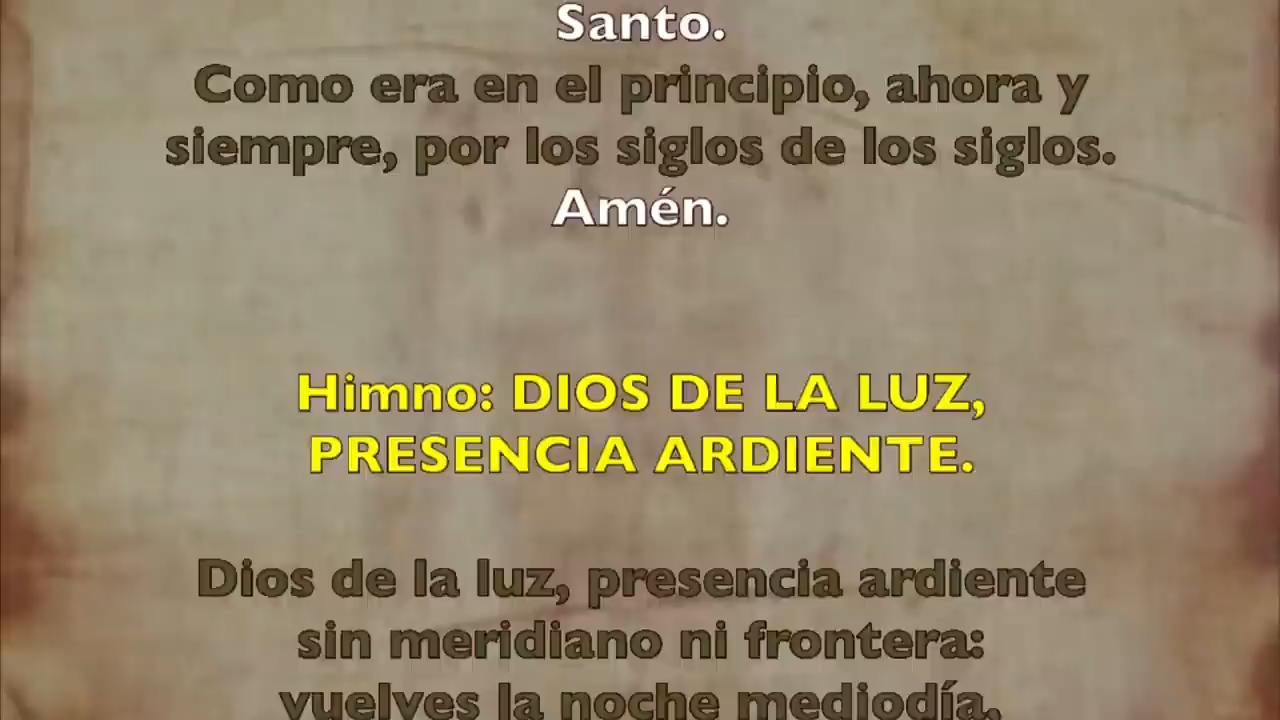 Santo.
Como era en el principio, ahora y
siempre, por los siglos de los siglos.
Amén.
Himno: DIOS DE LA LUZ,
PRESENCIA ARDIENTE.
Dios de la luz, presencia ardiente
sin meridiano ni frontera:
vuelves la noche mediodía,